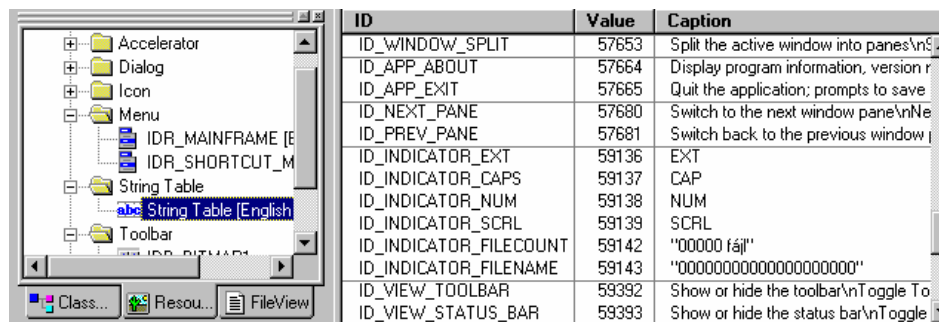 Accelerator
Dialog
Icon
Menu
IDR_MAINFRAME [E
IDR_SHORTCUT_M
String Table
abc String Table [English
Toolbar
Class...
Resou...
FileView
ID Value Caption
ID_WINDOW_SPLIT 57653 Split the active window into panes\nS
ID_APP_ABOUT 57664 Display program information, version
ID_APP_EXIT 57665 Quit the application; prompts to save
ID_NEXT_PANE 57680 Switch to the next window pane\nNe
ID_PREV_PANE 57681 Switch back to the previous window
ID_INDICATOR_EXT 59136 EXT
ID_INDICATOR_CAPS 59137 CAP
ID_INDICATOR_NUM 59138 NUM
ID_INDICATOR_SCRL 59139 SCRL
ID_INDICATOR_FILECOUNT 59142 "00000 fájl"
ID_INDICATOR_FILENAME 59143 "00000000000000000000"
ID_VIEW_TOOLBAR 59392 Show or hide the toolbar\nToggle To
ID_VIEW_STATUS_BAR 59393 Show or hide the status bar\nToggle